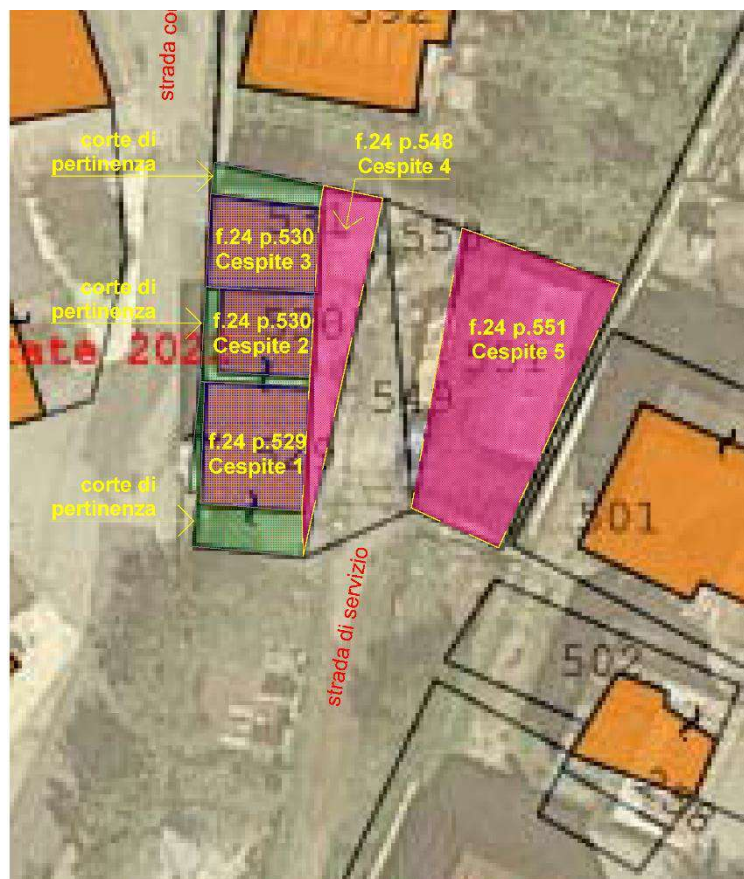 strada co
corte di
pertinenza
f.24 p.548
Cespite 4
f.24 p.530
Cespite 3
corte di
pertinenza
f.24 p.530
Cespite 2
f.24 p.551
Cespite 5
549
f.24 p.529
Cespite 1
corte di
pertinenza
501
strada di servizio
502